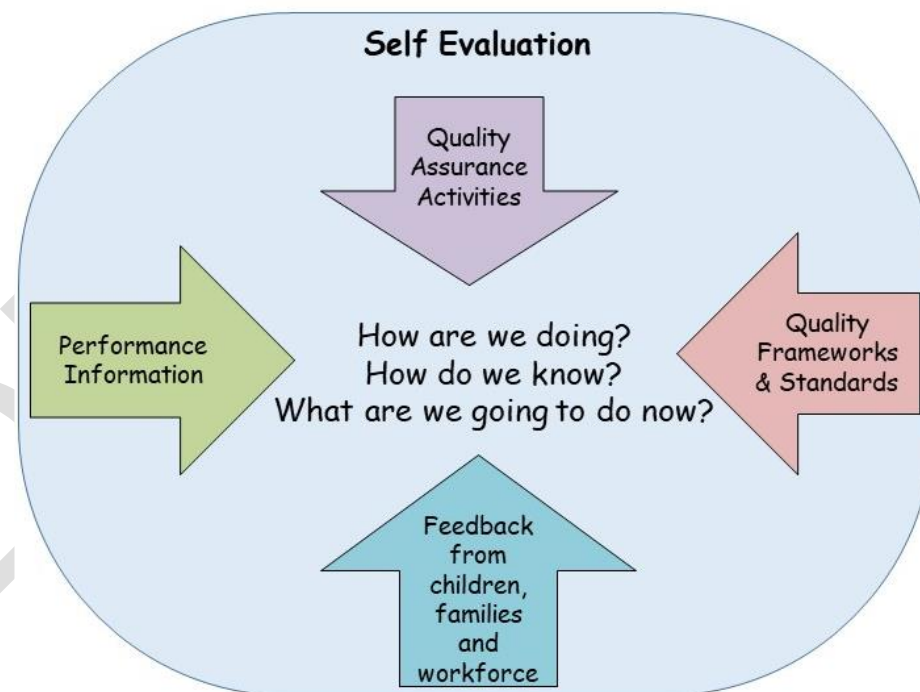 Self Evaluation
Quality
Assurance
Activities
Performance
Information
How are we doing?
How do we know?
What are we going to do now?
Quality
Frameworks
& Standards
Feedback
from
children,
families
and
workforce